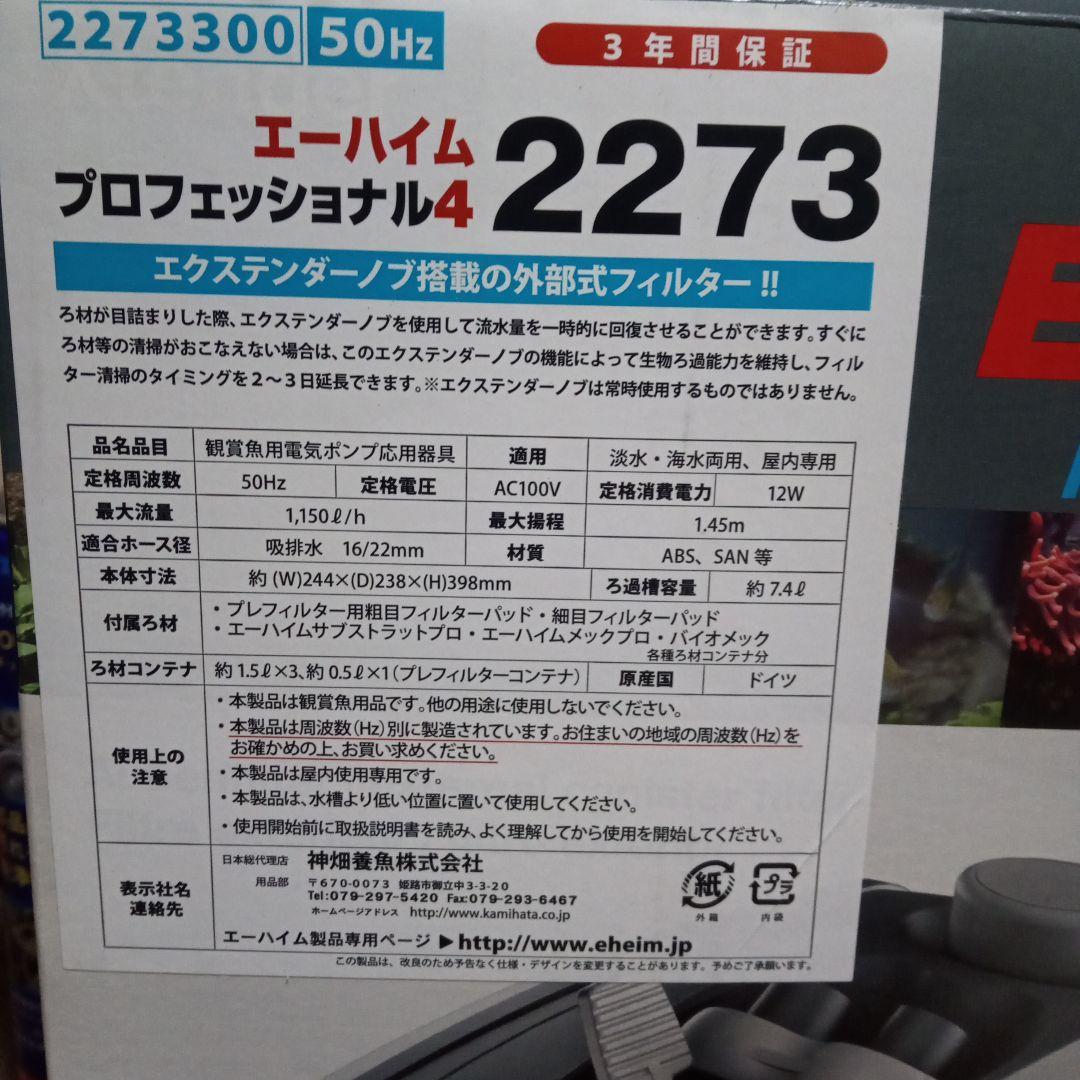 2273300 50Hz
3年間保証
エーハイム
プロフェッショナル4 2273
エクステンダーノブ搭載の外部式フィルター!!
ろ材が目詰まりした際、エクステンダーノブを使用して流水量を一時的に回復させることができます。すぐに
ろ材等の清掃がおこなえない場合は、このエクステンダーノブの機能によって生物ろ過能力を維持し、フィル
ター清掃のタイミングを2～3日延長できます。※エクステンダーノブは常時使用するものではありません。
品名品目 観賞魚用電気ポンプ応用器具 適用 淡水・海水両用、屋内専用
定格周波数 50Hz 定格電圧 AC100V 定格消費電力 12W
最大流量 1,150ℓ/h 最大揚程 1.45m
適合ホース径 吸排水 16/22mm 材質 ABS、SAN 等
本体寸法 約(W)244×(D)238×(H)398mm ろ過槽容量 約7.4ℓ
付属ろ材 ・プレフィルター用粗目フィルターパッド・細目フィルターパッド
・エーハイムサブストラットプロ・エーハイムメックプロ・バイオメック
各種ろ材コンテナ分
ろ材コンテナ 約1.5ℓ×3、約0.5ℓ×1(プレフィルターコンテナ) 原産国 ドイツ
使用上の
注意
・本製品は観賞魚用品です。他の用途に使用しないでください。
・本製品は周波数(Hz)別に製造されています。お住まいの地域の周波数(Hz)を
お確かめの上、お買い求めください。
・本製品は屋内使用専用です。
・本製品は、水槽より低い位置に置いて使用してください。
・使用開始前に取扱説明書を読み、よく理解してから使用を開始してください。
表示社名
連絡先
日本総代理店 神畑養魚株式会社
用品部 〒670-0073 姫路市御立中3-3-20
Tel:079-297-5420 Fax:079-293-6467
ホームページアドレス http://www.kamihata.co.jp
紙
外箱
プラ
内袋
エーハイム製品専用ページ ▶http://www.eheim.jp
この製品は、改良のため予告なく仕様・デザインを変更することがあります。予めご了承願います。
E